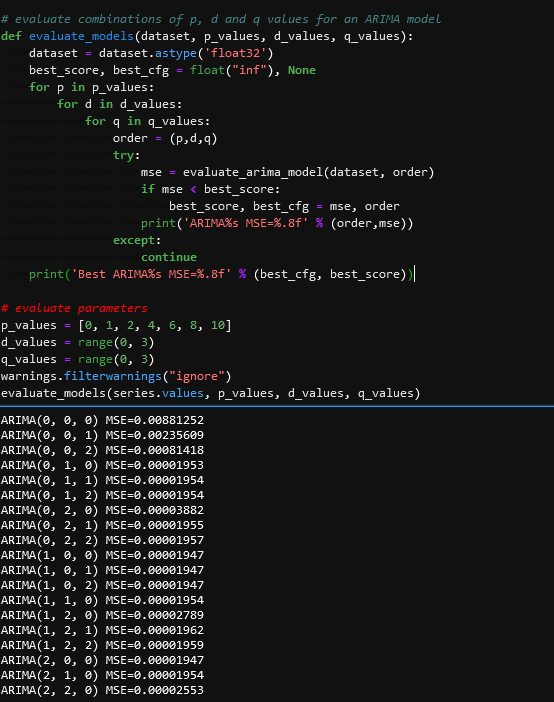 # evaluate combinations of p, d and q values for an ARIMA model
def evaluate_models(dataset, p_values, d_values, q_values):
    dataset = dataset.astype('float32')
    best_score, best_cfg = float("inf"), None
    for p in p_values:
        for d in d_values:
            for q in q_values:
                order = (p,d,q)
                try:
                    mse = evaluate_arima_model(dataset, order)
                    if mse < best_score:
                        best_score, best_cfg = mse, order
                    print('ARIMA%s MSE=%.8f' % (order,mse))
                except:
                    continue
    print('Best ARIMA%s MSE=%.8f' % (best_cfg, best_score))
# evaluate parameters
p_values = [0, 1, 2, 4, 6, 8, 10]
d_values = range(0, 3)
q_values = range(0, 3)
warnings.filterwarnings("ignore")
evaluate_models(series.values, p_values, d_values, q_values)
ARIMA(0, 0, 0) MSE=0.00881252
ARIMA(0, 0, 1) MSE=0.00235609
ARIMA(0, 0, 2) MSE=0.00081418
ARIMA(0, 1, 0) MSE=0.00001953
ARIMA(0, 1, 1) MSE=0.00001954
ARIMA(0, 1, 2) MSE=0.00001954
ARIMA(0, 2, 0) MSE=0.00003882
ARIMA(0, 2, 1) MSE=0.00001955
ARIMA(0, 2, 2) MSE=0.00001957
ARIMA(1, 0, 0) MSE=0.00001947
ARIMA(1, 0, 1) MSE=0.00001947
ARIMA(1, 0, 2) MSE=0.00001947
ARIMA(1, 1, 0) MSE=0.00001954
ARIMA(1, 2, 0) MSE=0.00002789
ARIMA(1, 2, 1) MSE=0.00001962
ARIMA(1, 2, 2) MSE=0.00001959
ARIMA(2, 0, 0) MSE=0.00001947
ARIMA(2, 1, 0) MSE=0.00001954
ARIMA(2, 2, 0) MSE=0.00002553